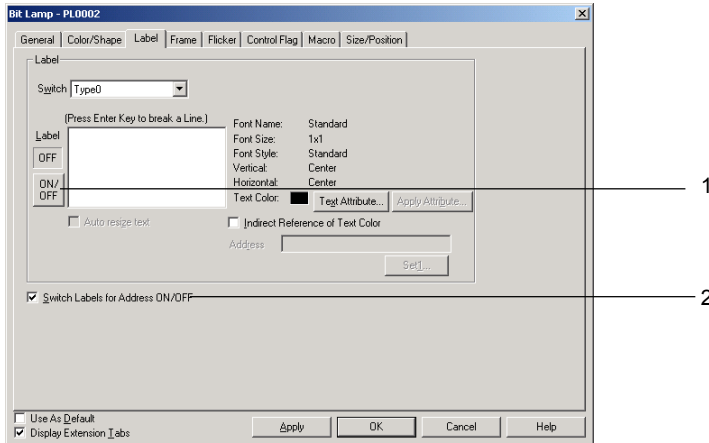 Bit Lamp - PL0002
General Color/Shape Label Frame Flicker Control Flag Macro Size/Position
Label
Switch Type0
(Press Enter Key to break a Line.)
Label
OFF
ON/
OFF
Font Name: Standard
Font Size: 1x1
Font Style: Standard
Vertical: Center
Horizontal: Center
Text Color: Text Attribute... Apply Attribute...
1
Auto resize text
Indirect Reference of Text Color
Address
Set1...
Switch Labels for Address ON/OFF
2
Use As Default
Display Extension Tabs
Apply OK Cancel Help